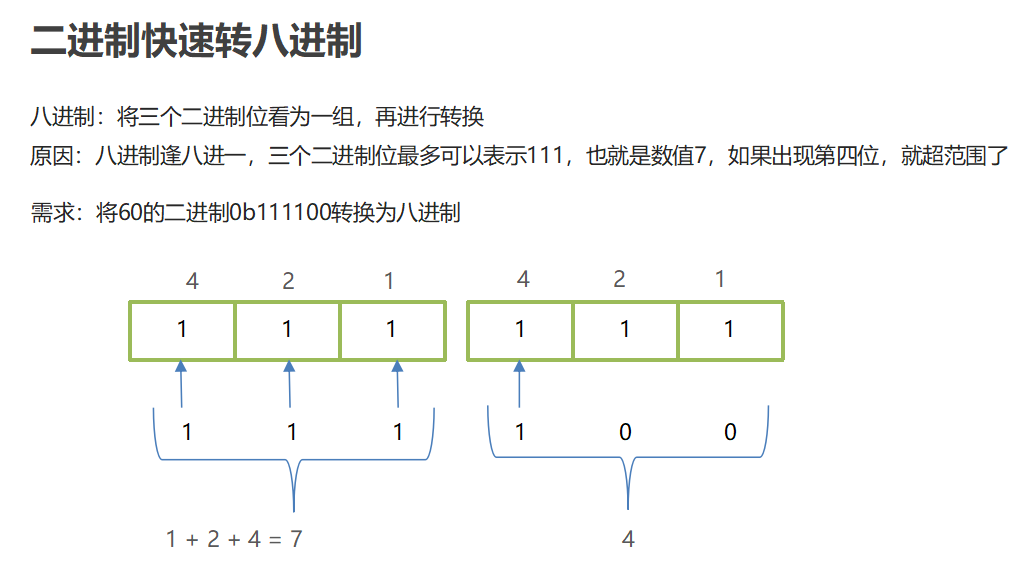 二进制快速转八进制
八进制：将三个二进制位看为一组，再进行转换
原因：八进制逢八进一，三个二进制位最多可以表示111，也就是数值7，如果出现第四位，就超范围了
需求：将60的二进制0b111100转换为八进制
4 2 1 4 2 1
1 1 1 1 1 1
1 1 1 1 0 0
1 + 2 + 4 = 7 4